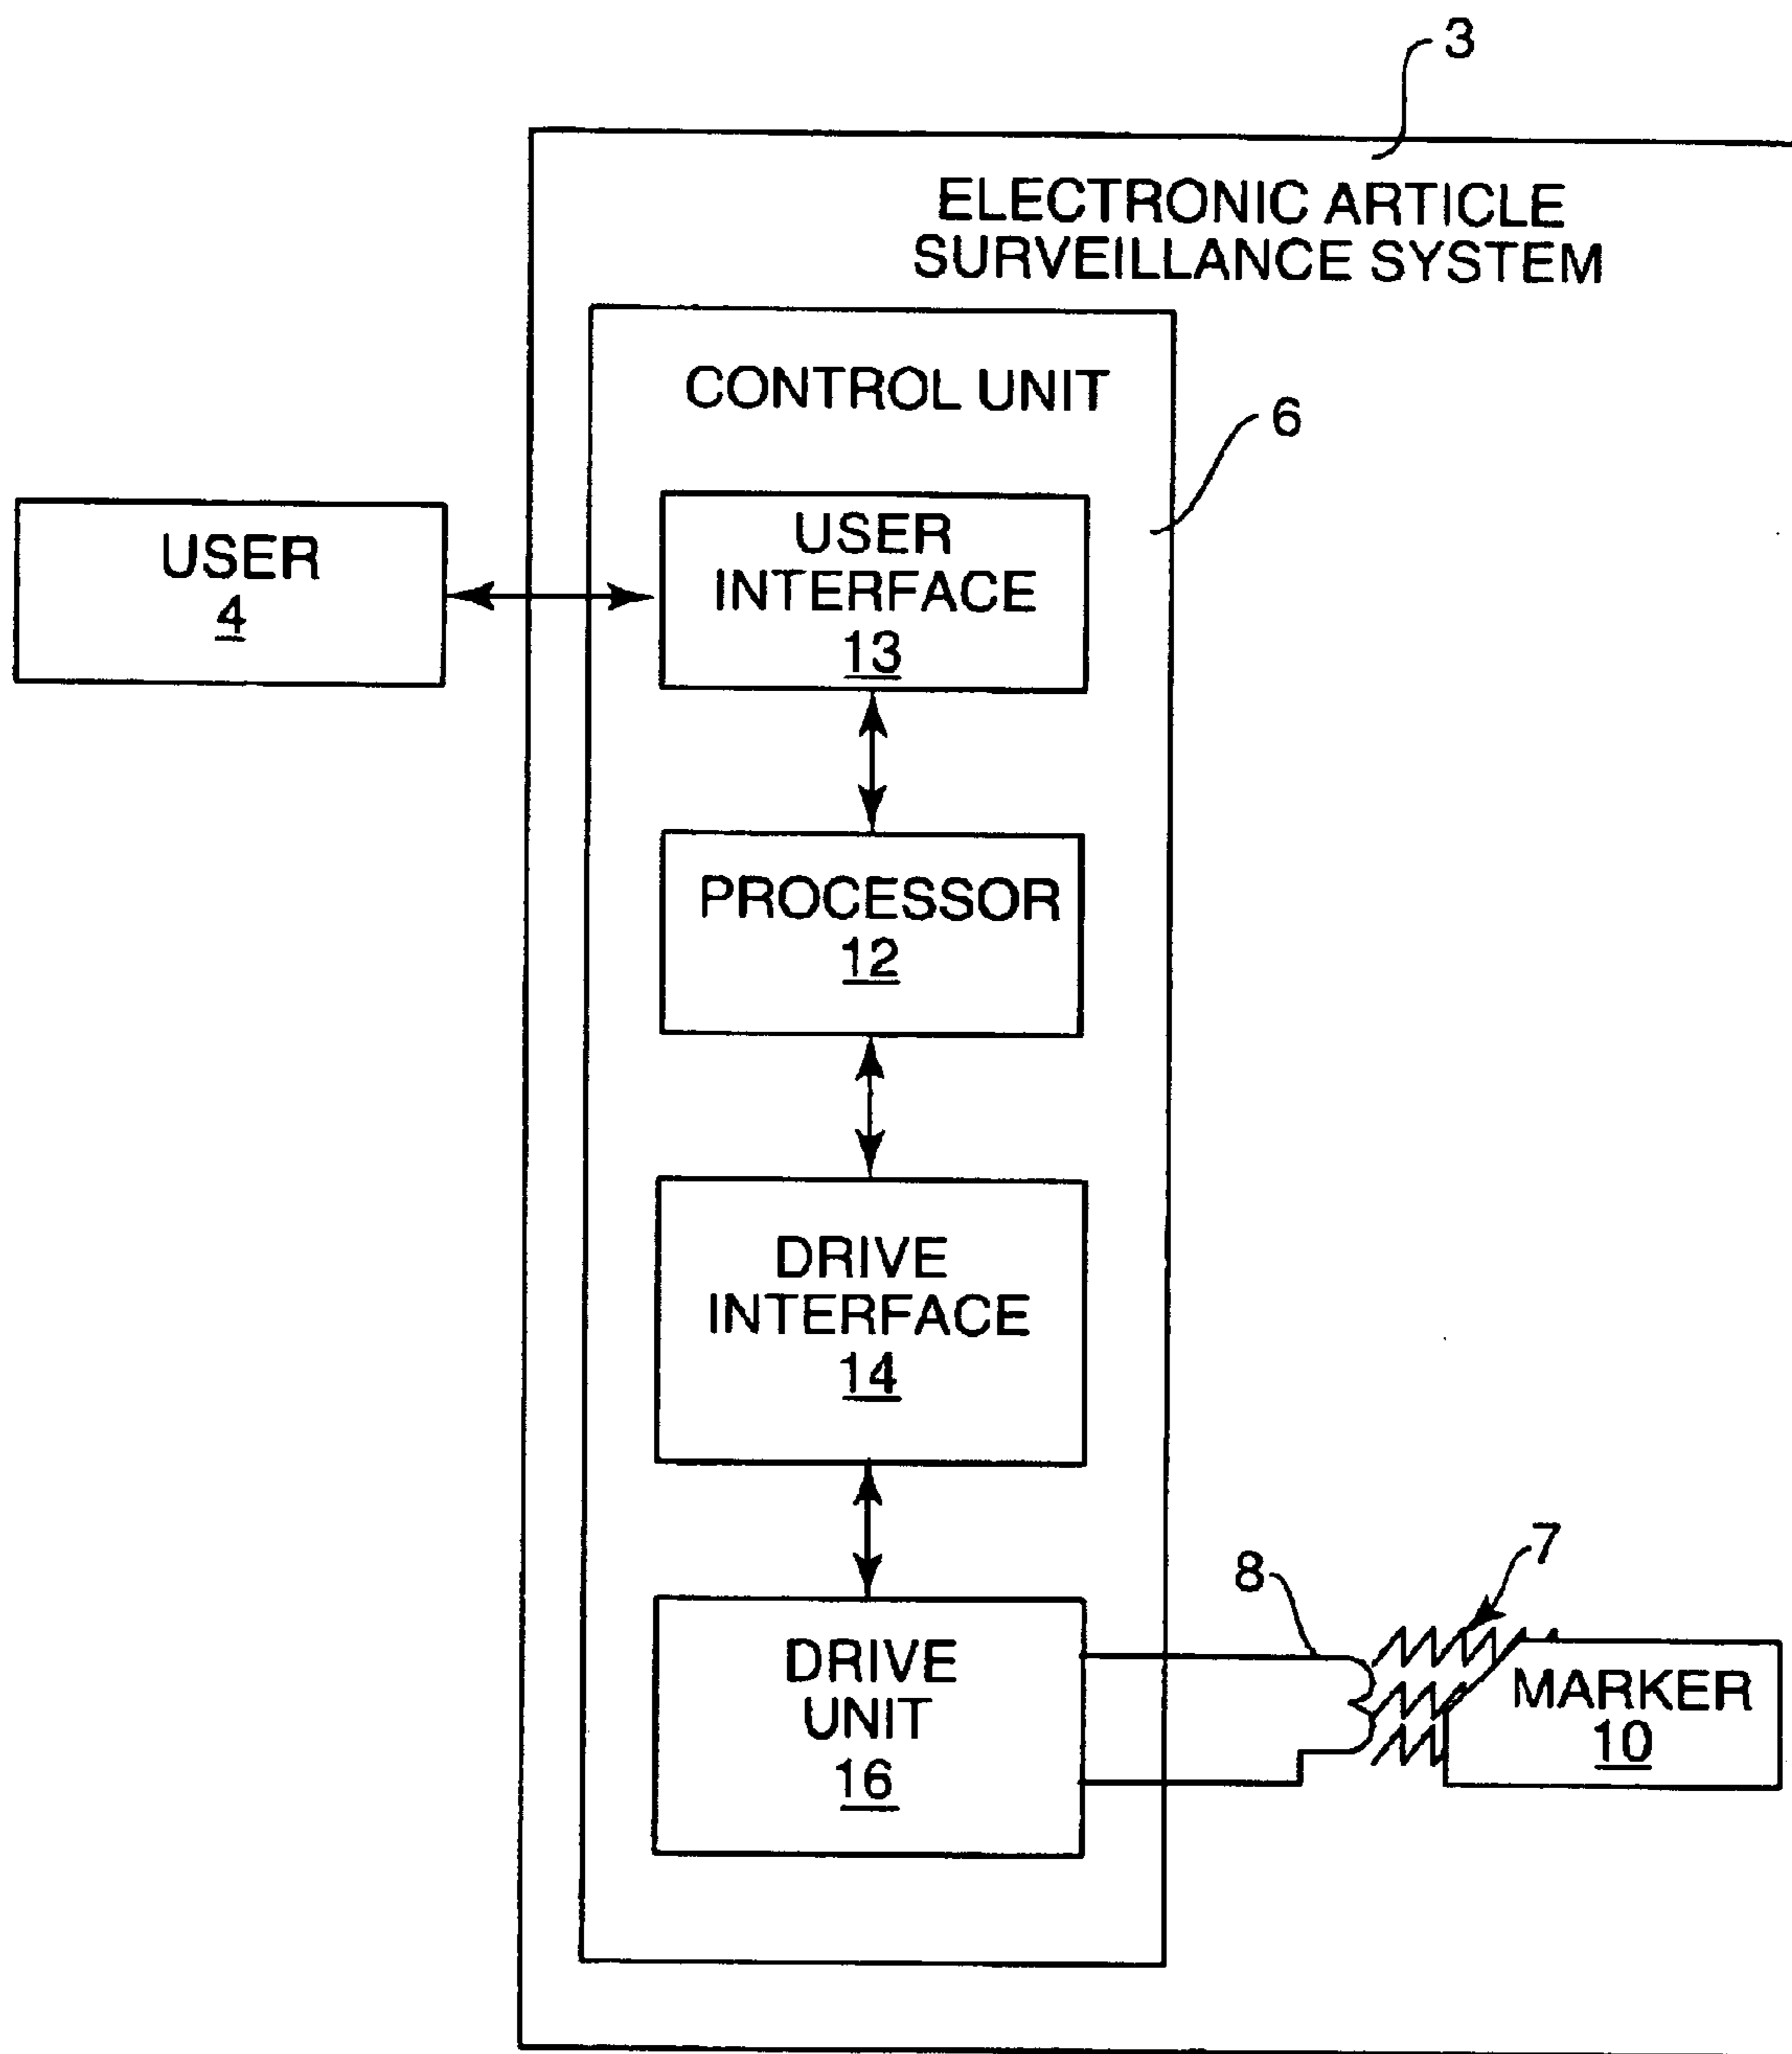 3
ELECTRONIC ARTICLE
SURVEILLANCE SYSTEM
CONTROL UNIT
6
USER
4
USER
INTERFACE
13
PROCESSOR
12
DRIVE
INTERFACE
14
7
8
DRIVE
UNIT
16
MARKER
10